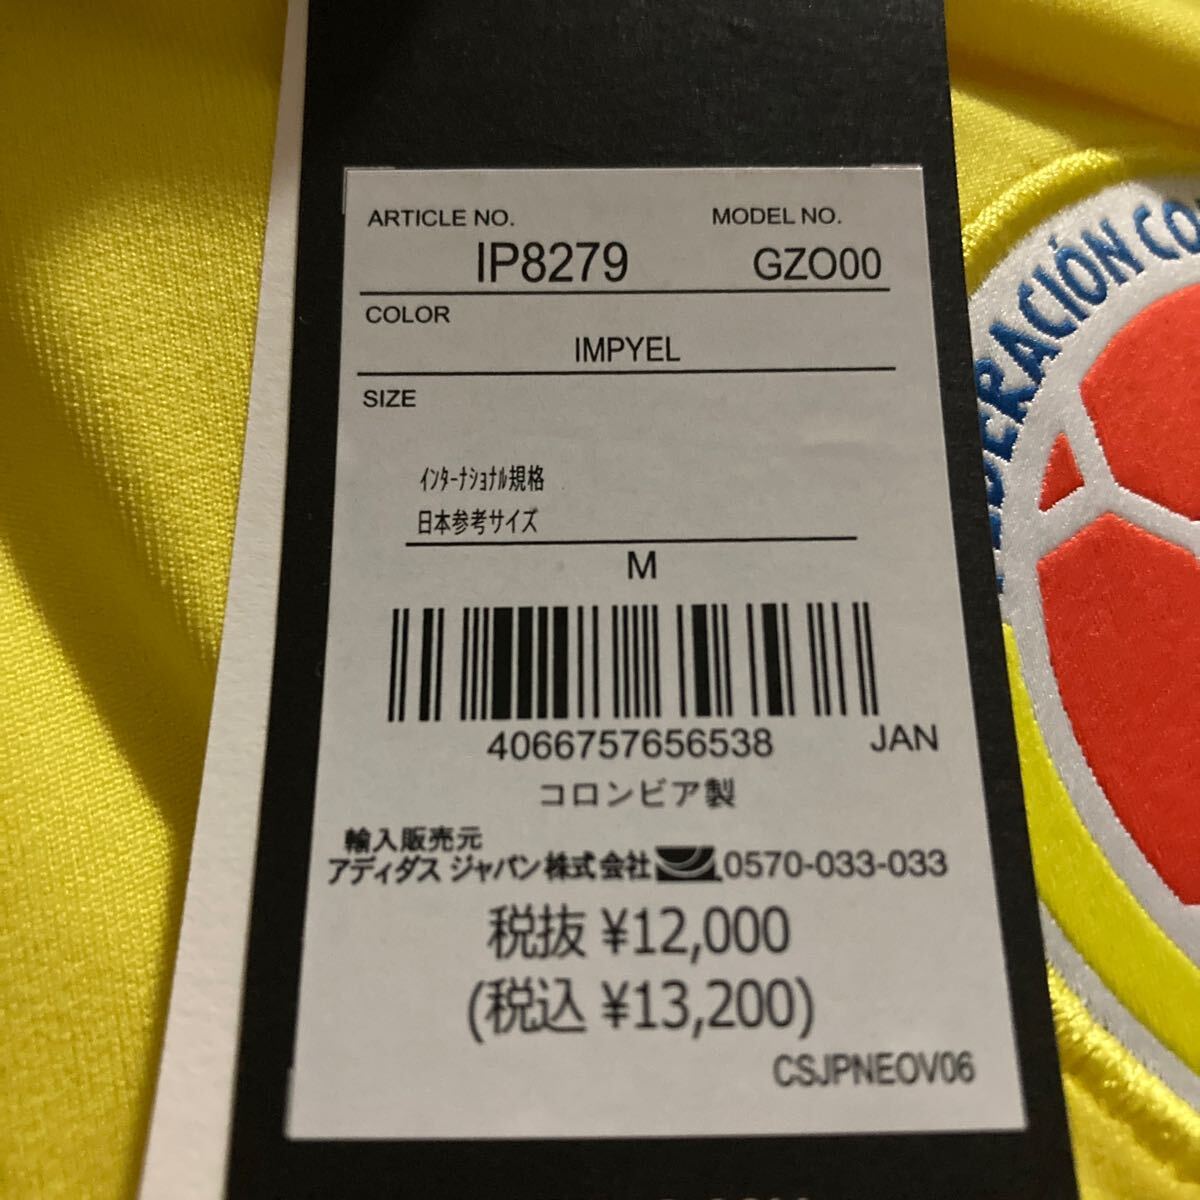 ARTICLE NO. MODEL NO.
IP8279 GZO00
COLOR
IMPYEL
SIZE
インターナショナル規格
日本参考サイズ
M
4066757656538 JAN
コロンビア製
輸入販売元
アディダス ジャパン株式会社 0570-033-033
税抜 ¥12,000
(税込 ¥13,200)
CSJPNEOV06
FEDERACIÓN